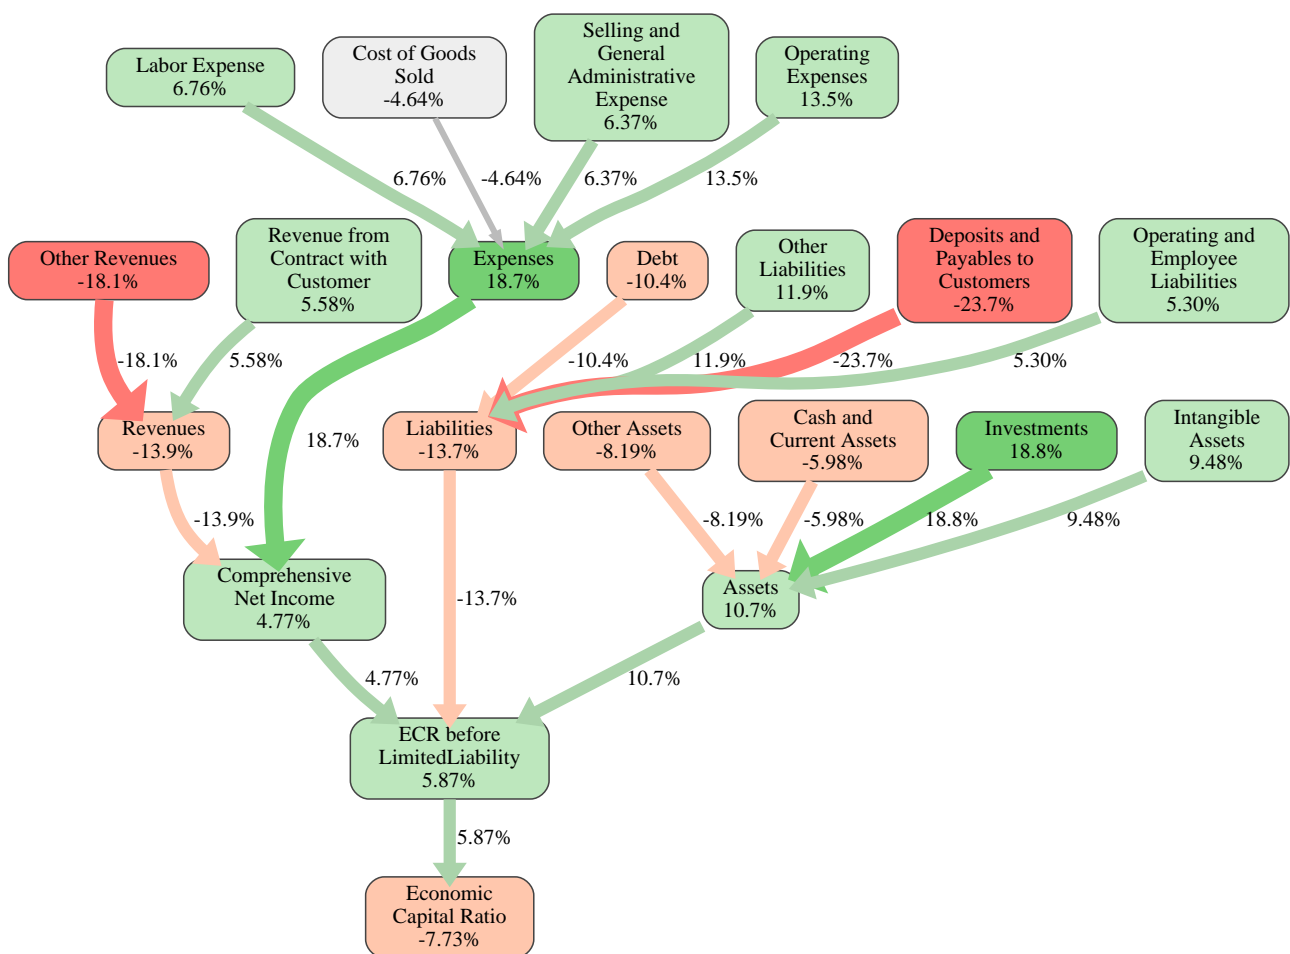 Labor Expense
6.76%
Cost of Goods
Sold
-4.64%
Selling and
General
Administrative
Expense
6.37%
Operating
Expenses
13.5%
6.76%
-4.64%
6.37%
13.5%
Other Revenues
-18.1%
Revenue from
Contract with
Customer
5.58%
Expenses
18.7%
Debt
-10.4%
Other
Liabilities
11.9%
Deposits and
Payables to
Customers
-23.7%
Operating and
Employee
Liabilities
5.30%
-18.1%
5.58%
18.7%
-10.4%
11.9%
-23.7%
5.30%
Revenues
-13.9%
Liabilities
-13.7%
Other Assets
-8.19%
Cash and
Current Assets
-5.98%
Investments
18.8%
Intangible
Assets
9.48%
-13.9%
-13.7%
-8.19%
-5.98%
18.8%
9.48%
Comprehensive
Net Income
4.77%
Assets
10.7%
4.77%
10.7%
ECR before
LimitedLiability
5.87%
5.87%
Economic
Capital Ratio
-7.73%